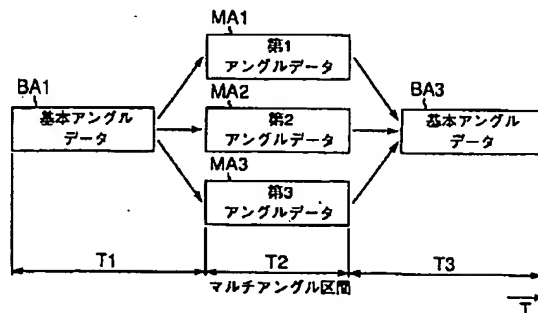 MA1
第1
アングルデータ
BA1
基本アングル
データ
MA2
第2
アングルデータ
BA3
基本アングル
データ
MA3
第3
アングルデータ
T1
T2
T3
マルチアングル区間
T